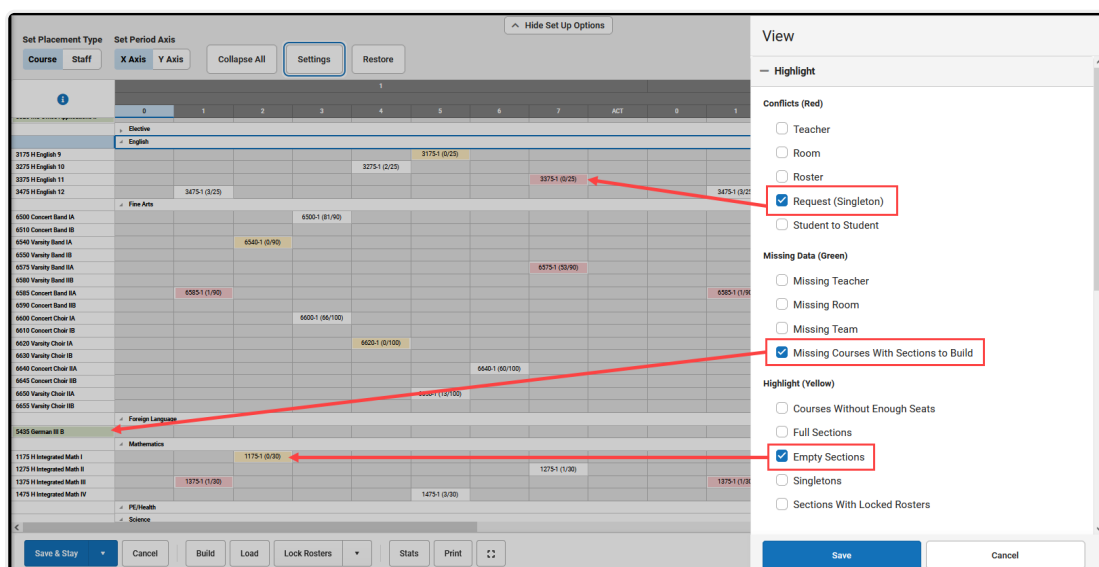 Hide Set Up Options
Set Placement Type Set Period Axis
Course Staff X Axis Y Axis Collapse All Settings Restore
1
0 1 2 3 4 5 6 7 ACT 0 1
Elective
English
3175 H English 9 3175-1 (0/25)
3275 H English 10 3275-1 (2/25)
3375 H English 11 3375-1 (0/25)
3475 H English 12 3475-1 (3/25) 3475-1 (3/25
Fine Arts
6500 Concert Band IA 6500-1 (81/90)
6510 Concert Band IB
6540 Varsity Band IA 6540-1 (0/90)
6550 Varsity Band IB
6575 Varsity Band IIA 6575-1 (53/90)
6580 Varsity Band IIB
6585 Concert Band IIA 6585-1 (1/90) 6585-1 (1/90
6590 Concert Band IIB
6600 Concert Choir IA 6600-1 (66/100)
6610 Concert Choir IB
6620 Varsity Choir IA 6620-1 (0/100)
6630 Varsity Choir IB
6640 Concert Choir IIA 6640-1 (60/100)
6645 Concert Choir IIB
6650 Varsity Choir IIA (13/100)
6655 Varsity Choir IIB
Foreign Language
5435 German III B
Mathematics
1175 H Integrated Math I 1175-1 (0/30)
1275 H Integrated Math II 1275-1 (1/30)
1375 H Integrated Math III 1375-1 (1/30) 1375-1 (1/30
1475 H Integrated Math IV 1475-1 (3/30)
PE/Health
Science
Save & Stay Cancel Build Load Lock Rosters Stats Print
View
Highlight
Conflicts (Red)
Teacher
Room
Roster
Request (Singleton)
Student to Student
Missing Data (Green)
Missing Teacher
Missing Room
Missing Team
Missing Courses With Sections to Build
Highlight (Yellow)
Courses Without Enough Seats
Full Sections
Empty Sections
Singletons
Sections With Locked Rosters
Save Cancel